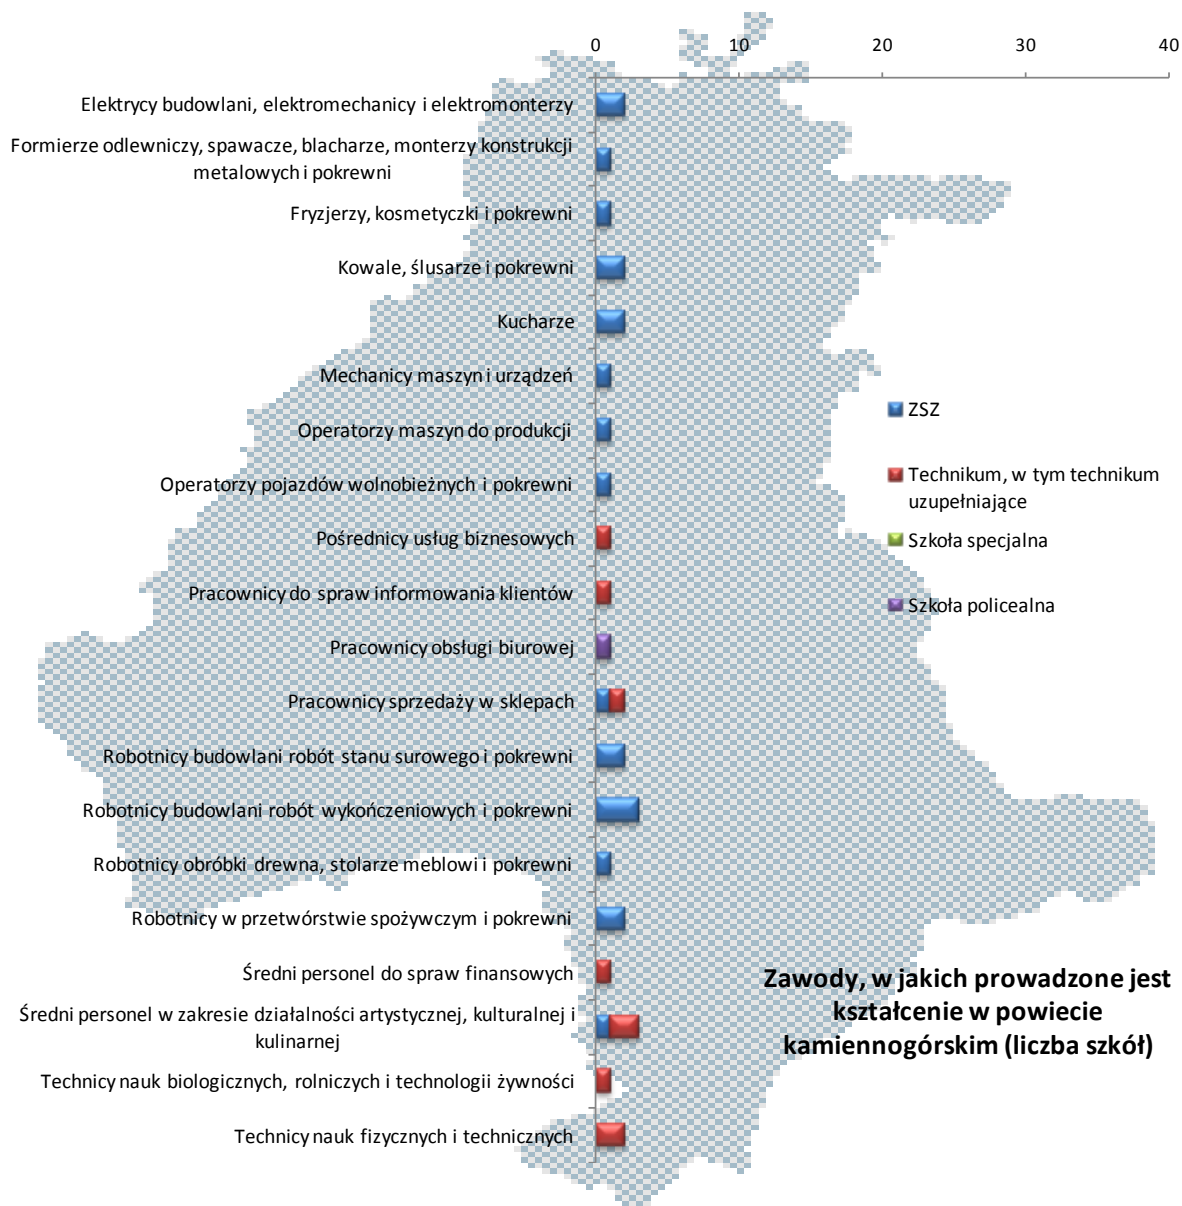 0 10 20 30 40
Elektrycy budowlani, elektromechanicy i elektromonterzy
Formierze odlewniczy, spawacze, blacharze, monterzy konstrukcji
metalowych i pokrewni
Fryzjerzy, kosmetyczki i pokrewni
Kowale, ślusarze i pokrewni
Kucharze
Mechanicy maszyn i urządzeń
Operatorzy maszyn do produkcji
Operatorzy pojazdów wolnobieżnych i pokrewni
Pośrednicy usług biznesowych
Pracownicy do spraw informowania klientów
Pracownicy obsługi biurowej
Pracownicy sprzedaży w sklepach
Robotnicy budowlani robót stanu surowego i pokrewni
Robotnicy budowlani robót wykończeniowych i pokrewni
Robotnicy obróbki drewna, stolarze meblowi i pokrewni
Robotnicy w przetwórstwie spożywczym i pokrewni
Średni personel do spraw finansowych
Średni personel w zakresie działalności artystycznej, kulturalnej i
kulinarnej
Technicy nauk biologicznych, rolniczych i technologii żywności
Technicy nauk fizycznych i technicznych
ZSZ
Technikum, w tym technikum
uzupełniające
Szkoła specjalna
Szkoła policealna
Zawody, w jakich prowadzone jest
kształcenie w powiecie
kamiennogórskim (liczba szkół)